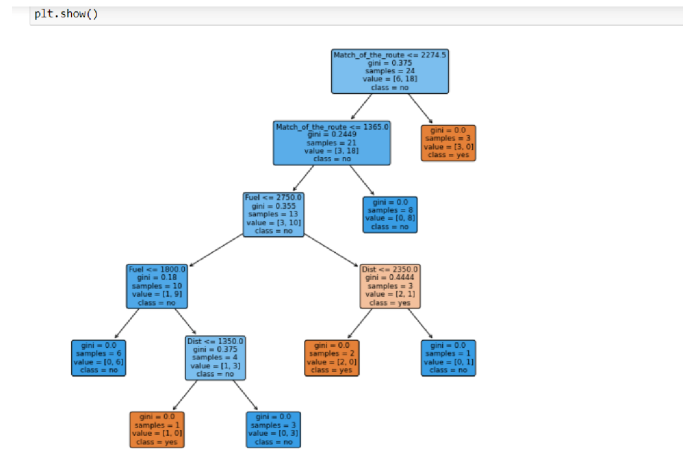 plt.show()
Match_of_the_route <= 2274.5
gini = 0.375
samples = 24
value = [6, 18]
class = no
Match_of_the_route <= 1365.0
gini = 0.2449
samples = 21
value = [3, 18]
class = no
gini = 0.0
samples = 3
value = [3, 0]
class = yes
Fuel <= 2750.0
gini = 0.355
samples = 13
value = [3, 10]
class = no
gini = 0.0
samples = 8
value = [0, 8]
class = no
Fuel <= 1800.0
gini = 0.18
samples = 10
value = [1, 9]
class = no
Dist <= 2350.0
gini = 0.4444
samples = 3
value = [2, 1]
class = yes
gini = 0.0
samples = 6
value = [0, 6]
class = no
Dist <= 1350.0
gini = 0.375
samples = 4
value = [1, 3]
class = no
gini = 0.0
samples = 2
value = [2, 0]
class = yes
gini = 0.0
samples = 1
value = [0, 1]
class = no
gini = 0.0
samples = 1
value = [1, 0]
class = yes
gini = 0.0
samples = 3
value = [0, 3]
class = no